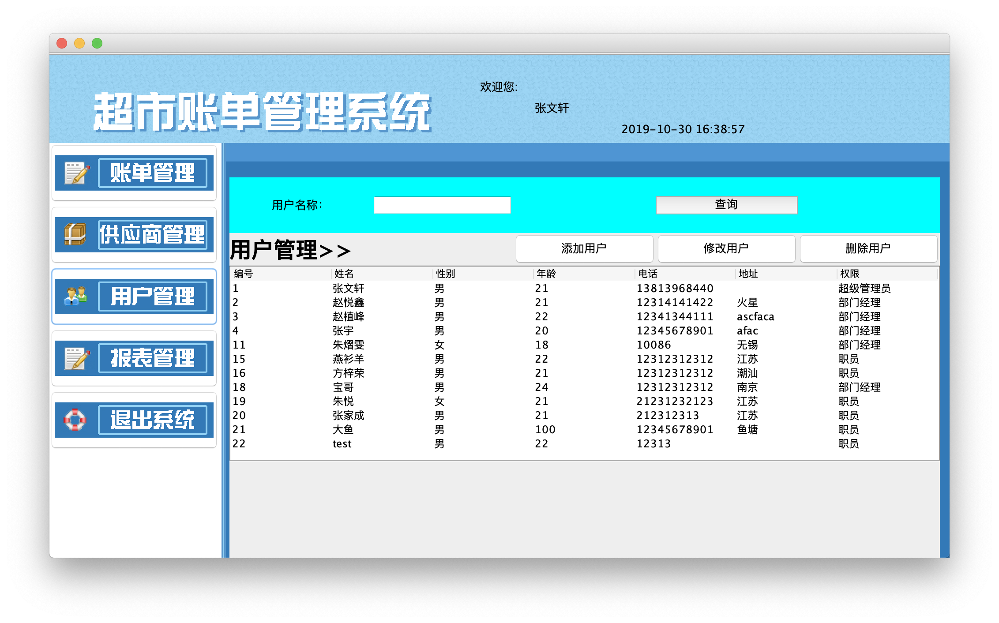 超市账单管理系统
欢迎您:
张文轩
2019-10-30 16:38:57
账单管理
供应商管理
用户管理
报表管理
退出系统
用户名称： 查询
用户管理>> 添加用户 修改用户 删除用户
编号 姓名 性别 年龄 电话 地址 权限
1 张文轩 男 21 13813968440 超级管理员
2 赵悦鑫 男 21 12314141422 火星 部门经理
3 赵植峰 男 22 12341344111 ascfaca 部门经理
4 张宇 男 20 12345678901 afac 部门经理
11 朱熠雯 女 18 10086 无锡 部门经理
15 燕衫羊 男 22 12312312312 江苏 职员
16 方梓荣 男 21 12312312312 潮汕 职员
18 宝哥 男 24 12312312312 南京 部门经理
19 朱悦 女 21 21231232123 江苏 职员
20 张家成 男 21 212312313 江苏 职员
21 大鱼 男 100 12345678901 鱼塘 职员
22 test 男 22 12313 职员